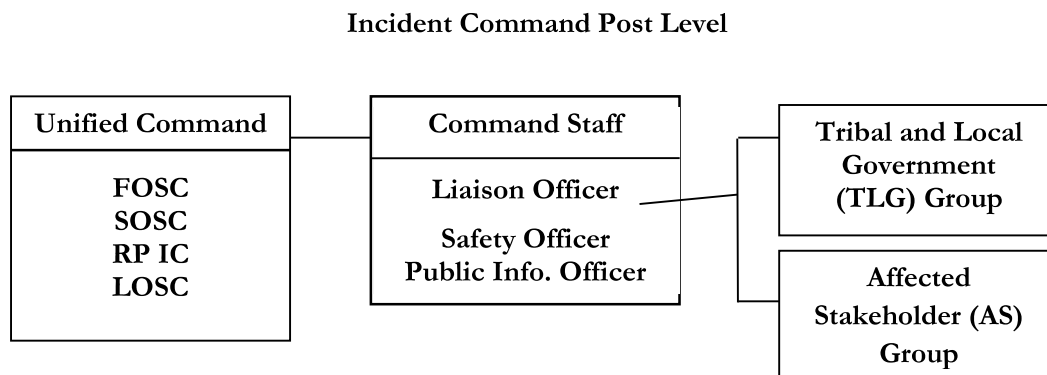 Incident Command Post Level
Unified Command
FOSC
SOSC
RP IC
LOSC
Command Staff
Liaison Officer
Safety Officer
Public Info. Officer
Tribal and Local
Government
(TLG) Group
Affected
Stakeholder (AS)
Group